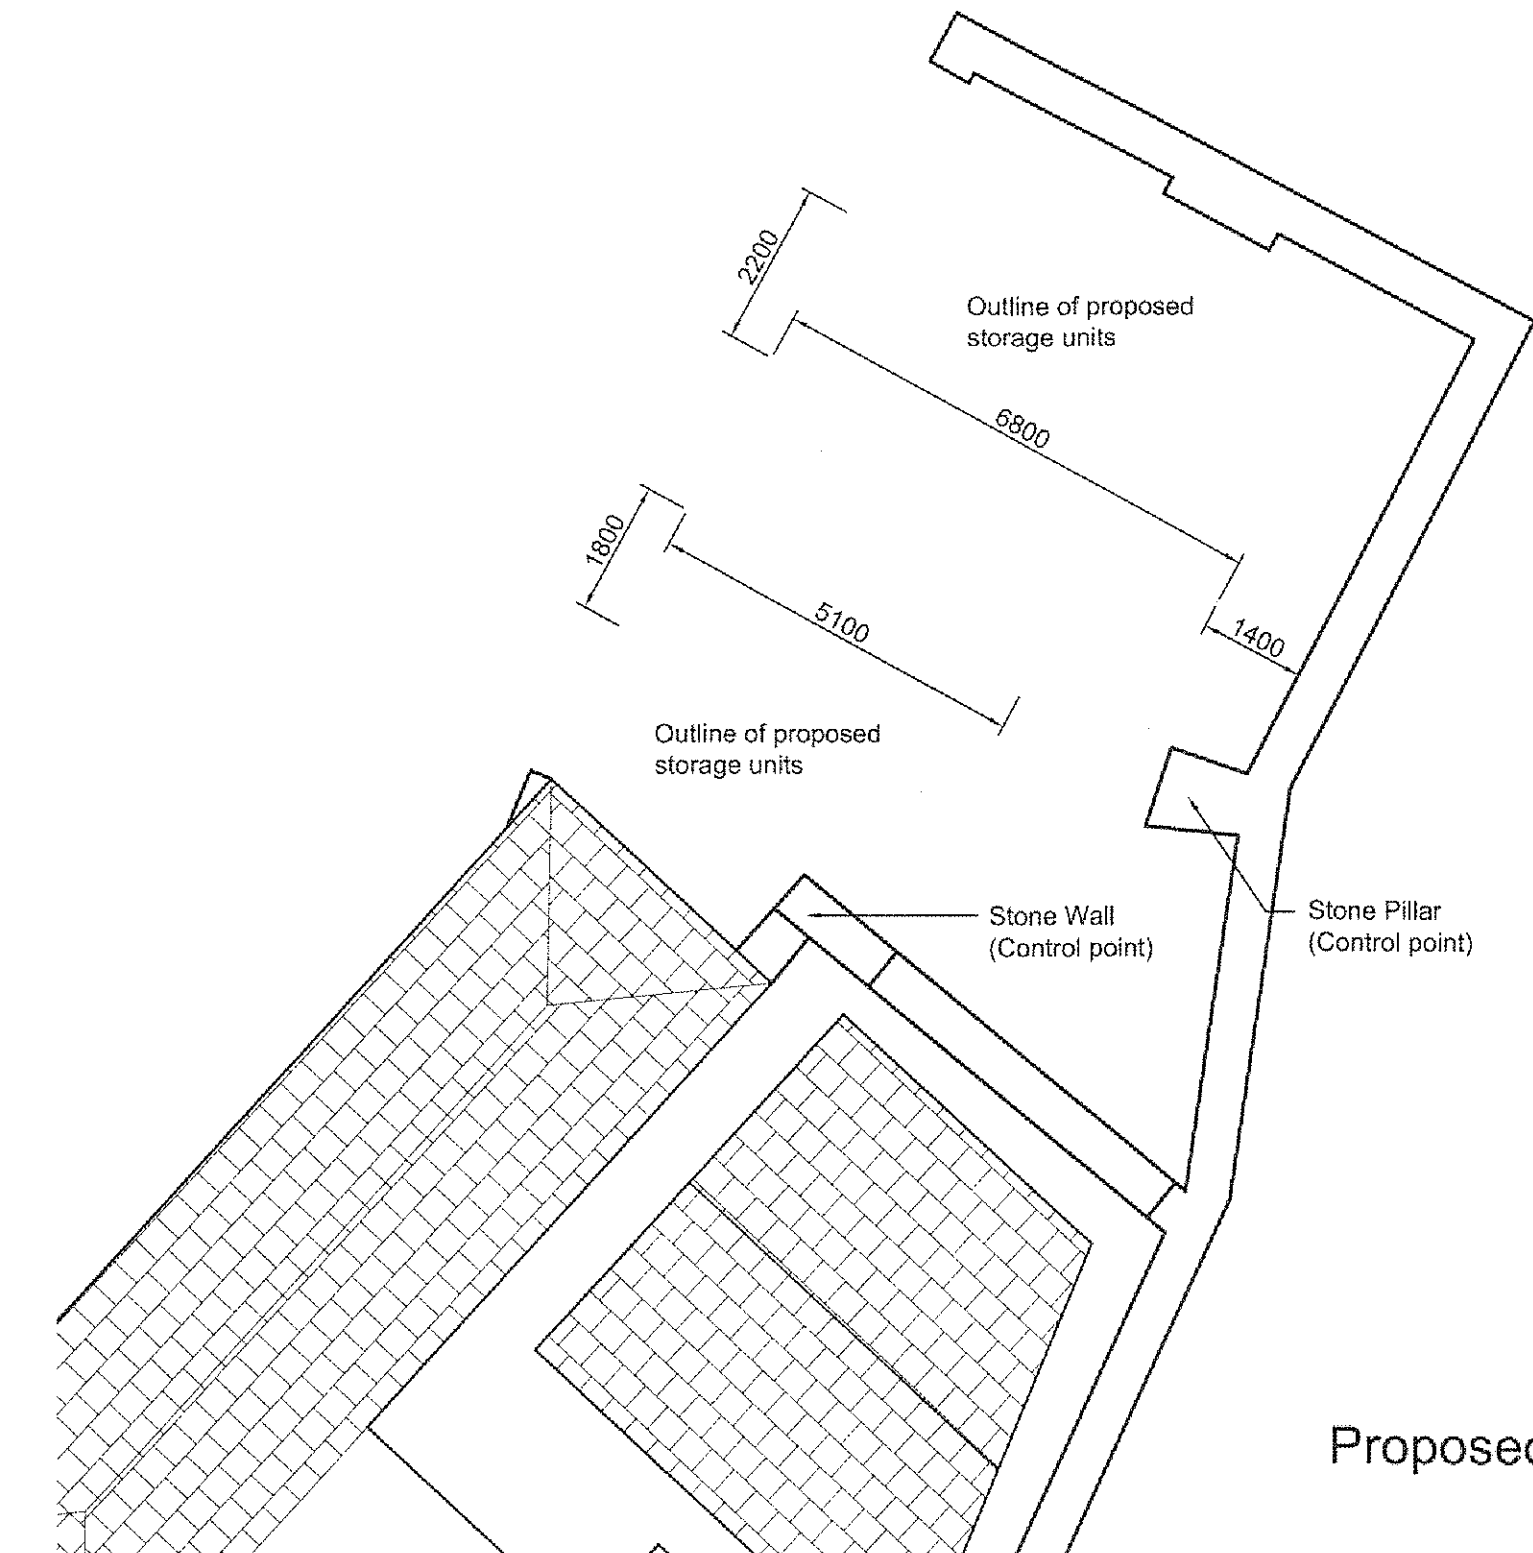 2200
Outline of proposed
storage units
6800
1800
5100
1400
Outline of proposed
storage units
Stone Wall
(Control point)
Stone Pillar
(Control point)
Proposed